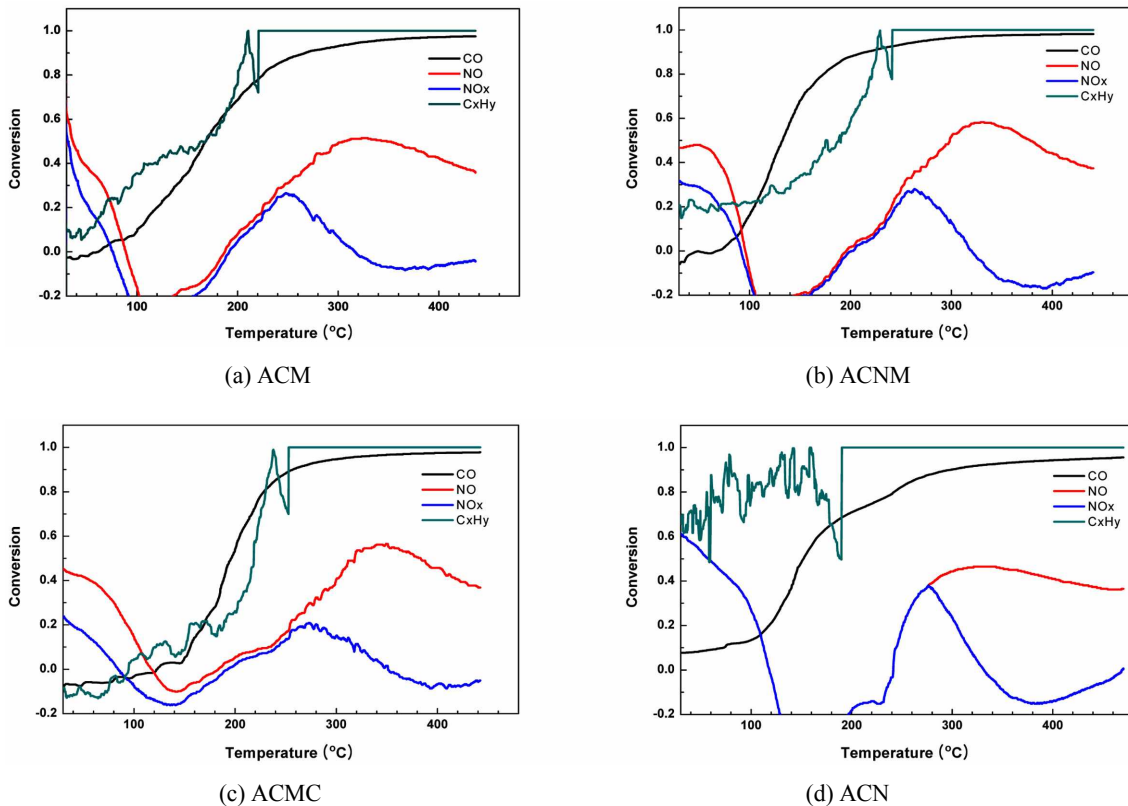 1.0
0.8
0.6
0.4
0.2
0.0
-0.2
Conversion
CO
NO
NOx
CxHy
100 200 300 400
Temperature (°C)
(a) ACM
1.0
0.8
0.6
0.4
0.2
0.0
-0.2
Conversion
CO
NO
NOx
CxHy
100 200 300 400
Temperature (°C)
(b) ACNM
1.0
0.8
0.6
0.4
0.2
0.0
-0.2
Conversion
CO
NO
NOx
CxHy
100 200 300 400
Temperature (°C)
(c) ACMC
1.0
0.8
0.6
0.4
0.2
0.0
-0.2
Conversion
CO
NO
NOx
CxHy
100 200 300 400
Temperature (°C)
(d) ACN